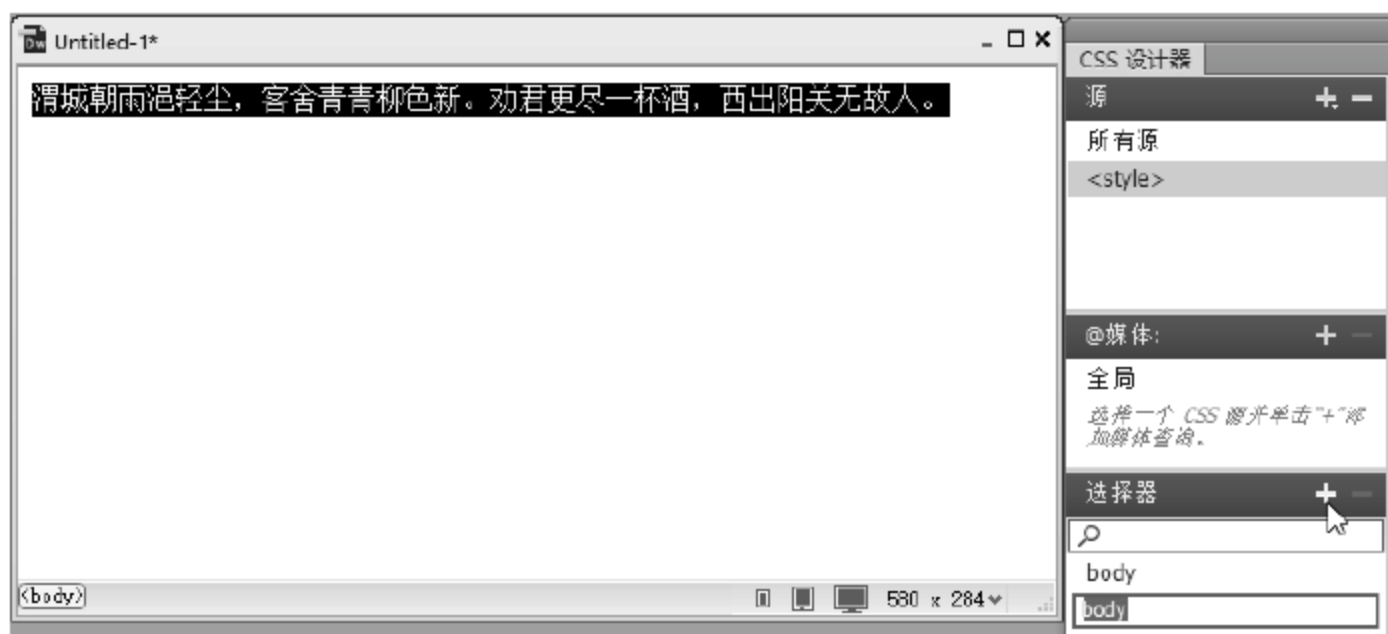 Untitled-1*
渭城朝雨浥轻尘，客舍青青柳色新。劝君更尽一杯酒，西出阳关无故人。
<body>
580 x 284
CSS 设计器
源
所有源
<style>
@媒体:
全局
选择一个 CSS 源并单击"+"添
加媒体查询。
选择器
body
body